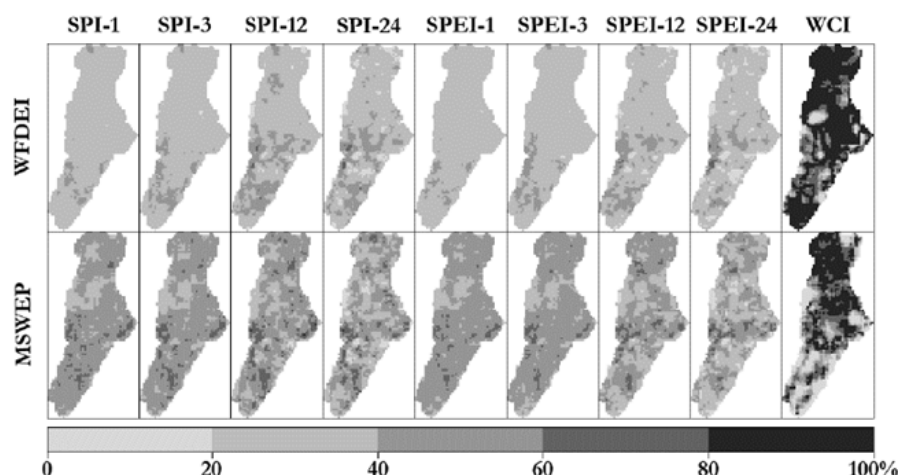 SPI-1 SPI-3 SPI-12 SPI-24 SPEI-1 SPEI-3 SPEI-12 SPEI-24 WCI
WFDEI
MSWEP
0 20 40 60 80 100%